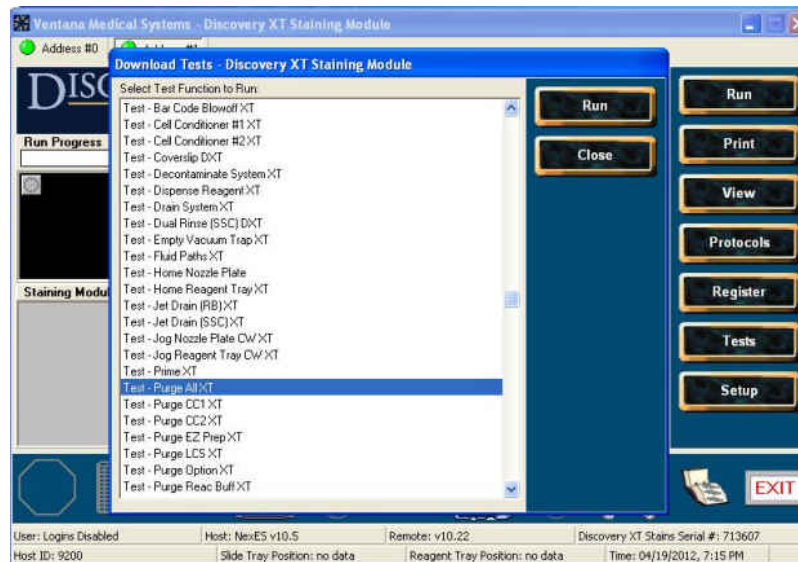 Ventana Medical Systems - Discovery XT Staining Module
Address #0
Download Tests - Discovery XT Staining Module
Select Test Function to Run:
Test - Bar Code Blowoff XT
Test - Cell Conditioner #1 XT
Test - Cell Conditioner #2 XT
Test - Coverslip DXT
Test - Decontaminate System XT
Test - Dispense Reagent XT
Test - Drain System XT
Test - Dual Rinse (SSC) DXT
Test - Empty Vacuum Trap XT
Test - Fluid Paths XT
Test - Home Nozzle Plate
Test - Home Reagent Tray XT
Test - Jet Drain (RB) XT
Test - Jet Drain (SSC) XT
Test - Jog Nozzle Plate CW XT
Test - Jog Reagent Tray CW XT
Test - Prime XT
Test - Purge All XT
Test - Purge CC1 XT
Test - Purge CC2 XT
Test - Purge EZ Prep XT
Test - Purge LCS XT
Test - Purge Option XT
Test - Purge Reac Buff XT
Run
Close
DISC
Run Progress
Staining Modul
Run
Print
View
Protocols
Register
Tests
Setup
EXIT
User: Logins Disabled
Host: NexES v10.5
Remote: v10.22
Discovery XT Stains Serial #: 713607
Host ID: 9200
Slide Tray Position: no data
Reagent Tray Position: no data
Time: 04/19/2012, 7:15 PM